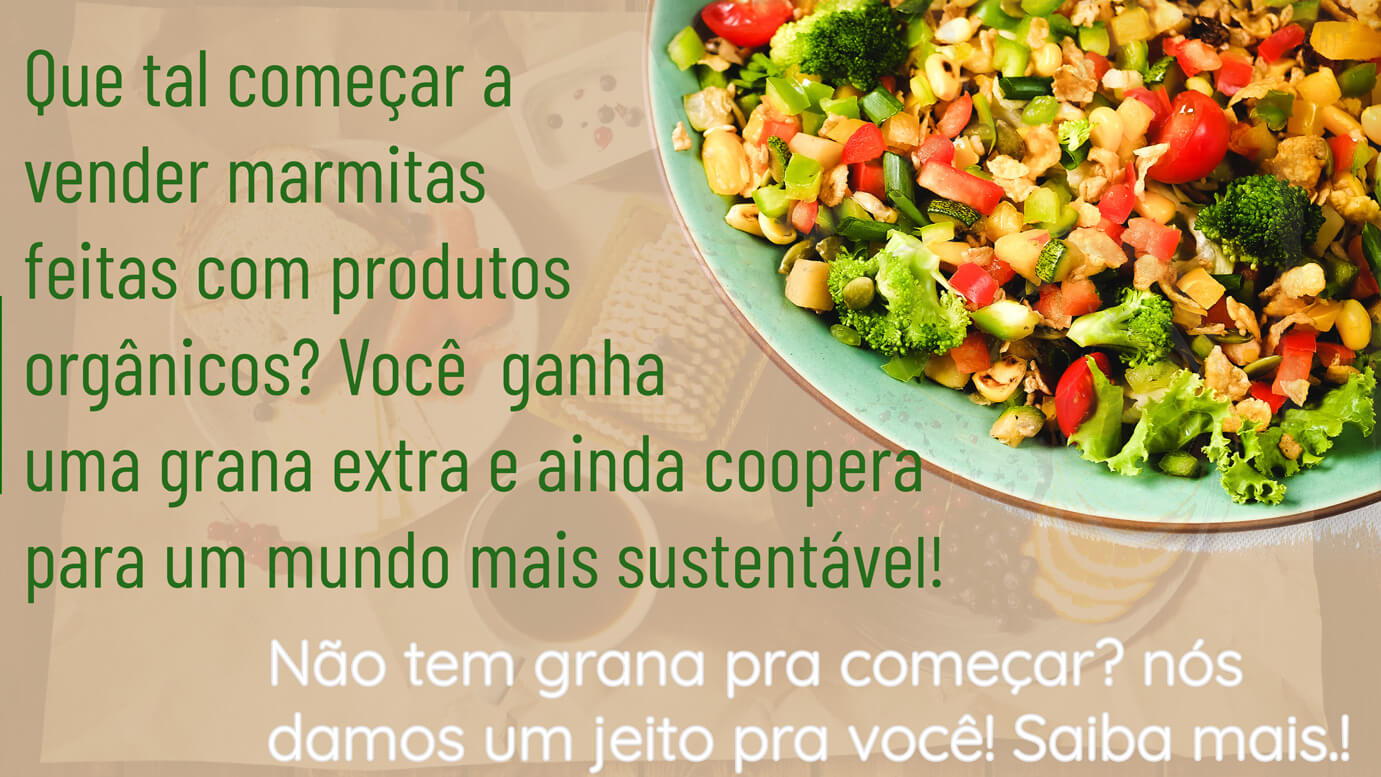 Que tal começar a
vender marmitas
feitas com produtos
orgânicos? Você  ganha
uma grana extra e ainda coopera
para um mundo mais sustentável!
Não tem grana pra começar? nós
damos um jeito pra você! Saiba mais.!